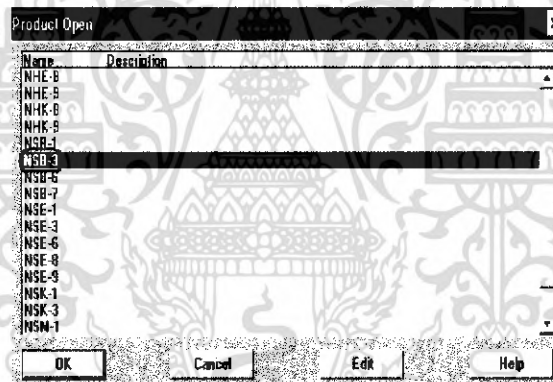 Product Open
Name Description
NHE-8
NHE-9
NHK-8
NHK-9
NSB-1
NSB-3
NSB-6
NSB-7
NSE-1
NSE-3
NSE-6
NSE-8
NSE-9
NSK-1
NSK-3
NSM-1
OK Cancel Edit Help